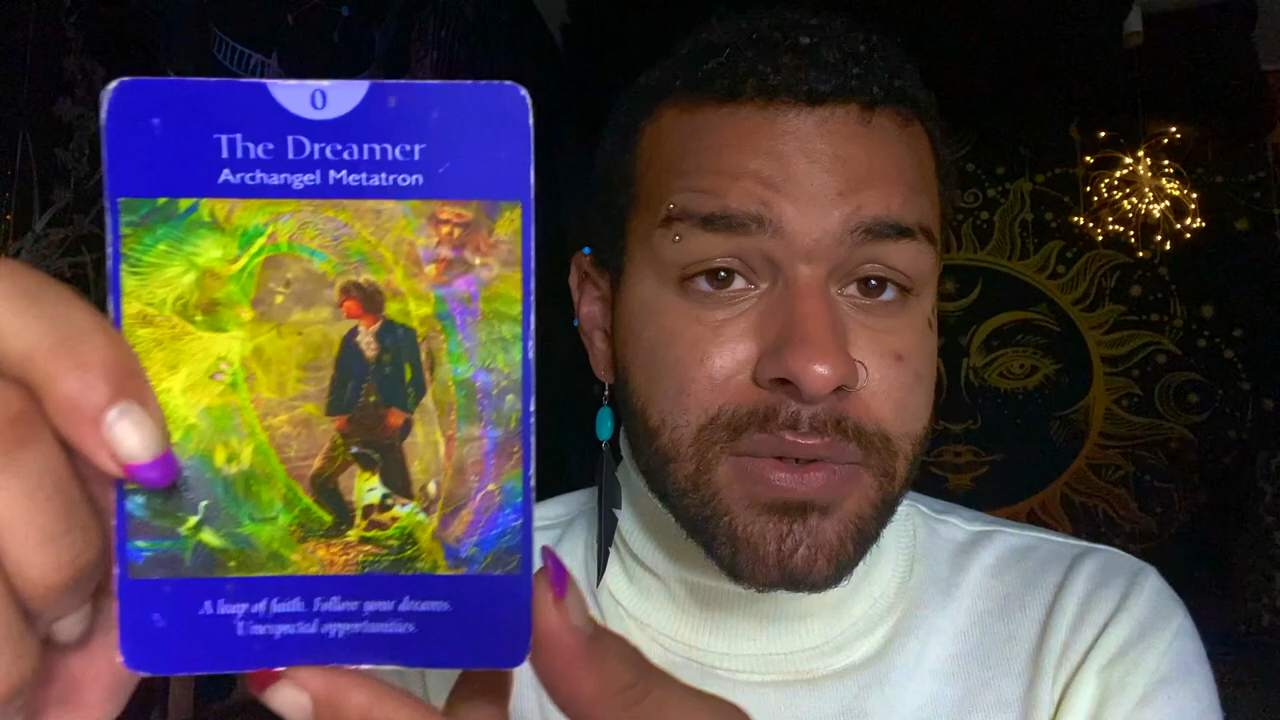 0
The Dreamer
Archangel Metatron
A leap of faith. Follow your dreams.
Unexpected opportunities.